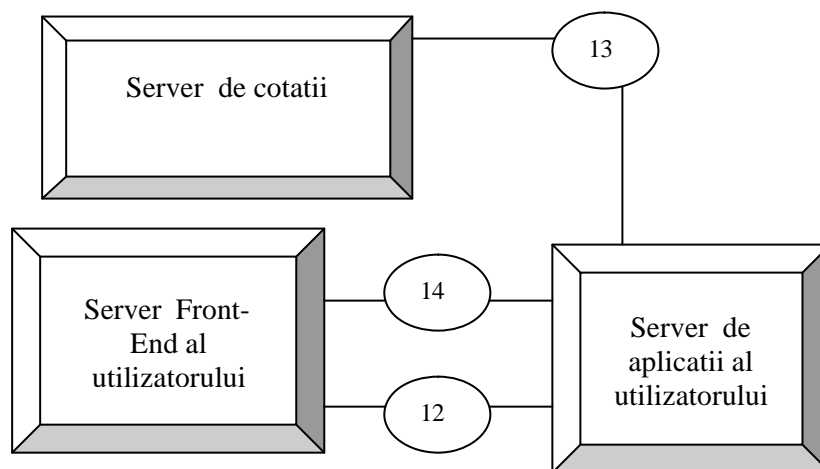 13
Server de cotatii
Server Front-
End al
utilizatorului
14
12
Server de
aplicatii al
utilizatorului